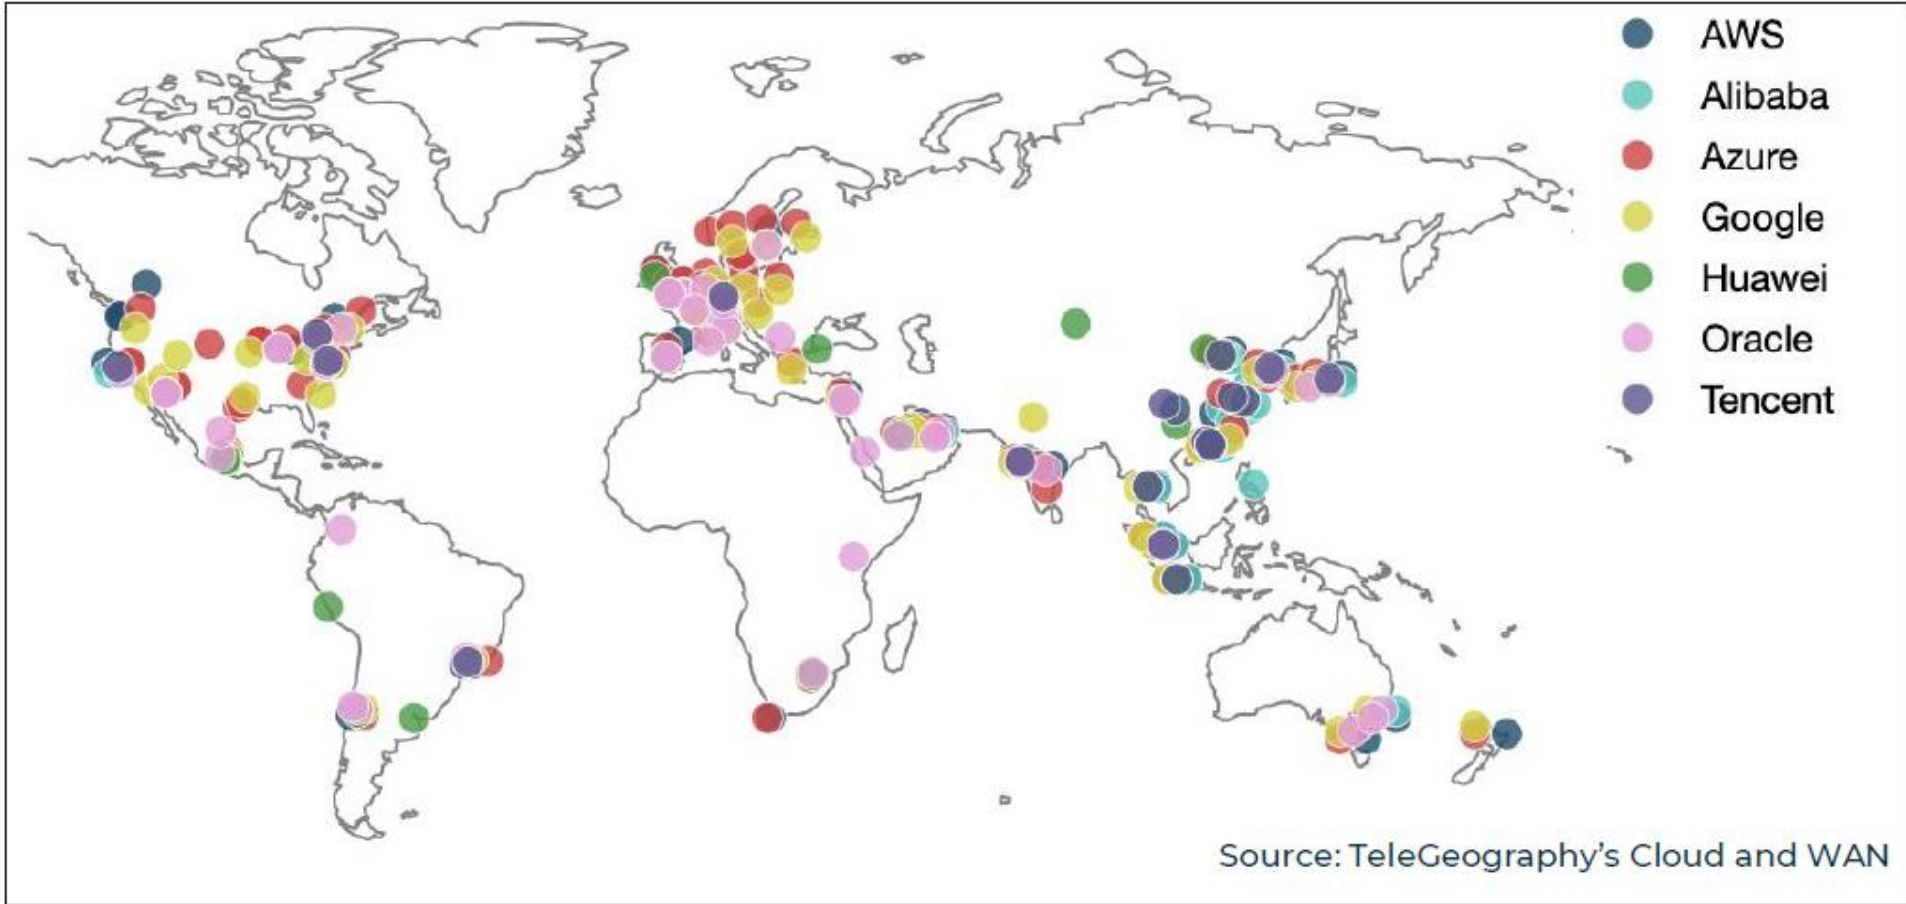 AWS
Alibaba
Azure
Google
Huawei
Oracle
Tencent
Source: TeleGeography’s Cloud and WAN